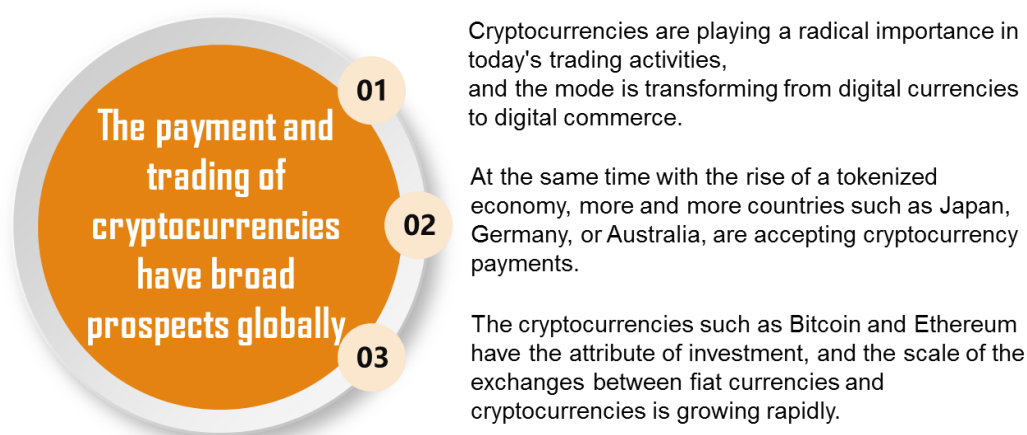 The payment and
trading of
cryptocurrencies
have broad
prospects globally
01
Cryptocurrencies are playing a radical importance in
today's trading activities,
and the mode is transforming from digital currencies
to digital commerce.
02
At the same time with the rise of a tokenized
economy, more and more countries such as Japan,
Germany, or Australia, are accepting cryptocurrency
payments.
03
The cryptocurrencies such as Bitcoin and Ethereum
have the attribute of investment, and the scale of the
exchanges between fiat currencies and
cryptocurrencies is growing rapidly.